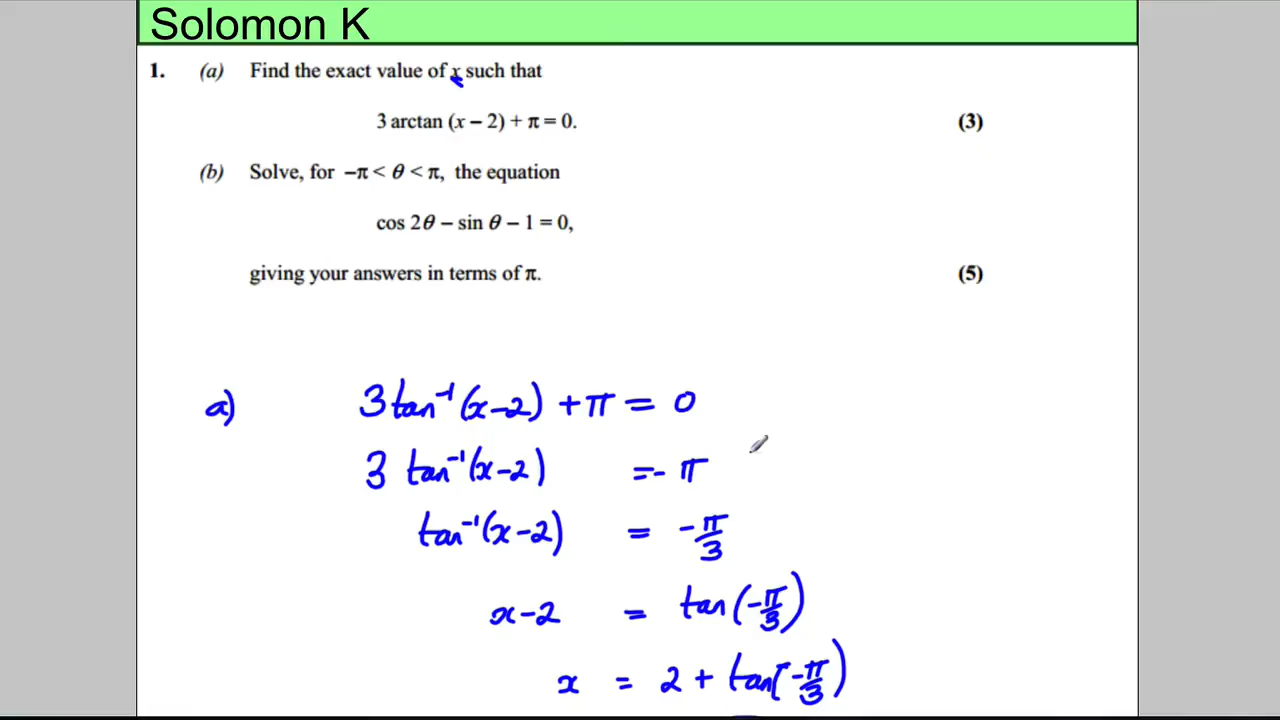 Solomon K
1. (a) Find the exact value of x such that
3 arctan (x – 2) + π = 0. (3)
(b) Solve, for –π < θ < π, the equation
cos 2θ – sin θ – 1 = 0,
giving your answers in terms of π. (5)
a) 3 tan⁻¹(x–2) + π = 0
3 tan⁻¹(x–2) = -π
tan⁻¹(x–2) = -π/3
x–2 = tan(-π/3)
x = 2 + tan(-π/3)